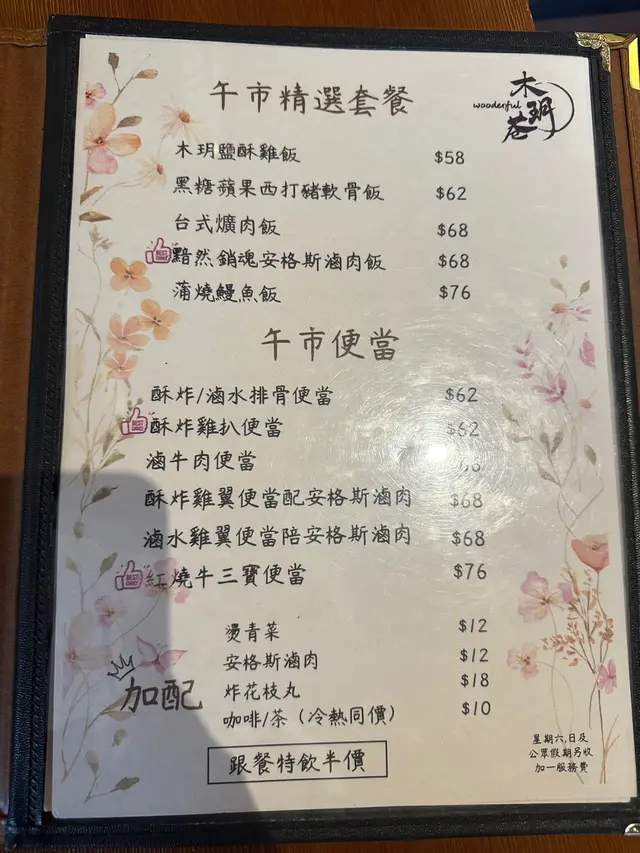 午市精選套餐
木玥巷
wooderful
木玥鹽酥雞飯 $58
黑糖蘋果西打豬軟骨飯 $62
台式爌肉飯 $68
黯然銷魂安格斯滷肉飯 $68
蒲燒鰻魚飯 $76
午市便當
酥炸/滷水排骨便當 $62
酥炸雞扒便當 $62
滷牛肉便當
酥炸雞翼便當配安格斯滷肉 $68
滷水雞翼便當陪安格斯滷肉 $68
紅燒牛三寶便當 $76
加配
燙青菜 $12
安格斯滷肉 $12
炸花枝丸 $18
咖啡/茶（冷熱同價） $10
跟餐特飲半價
星期六,日及
公眾假期另收
加一服務費